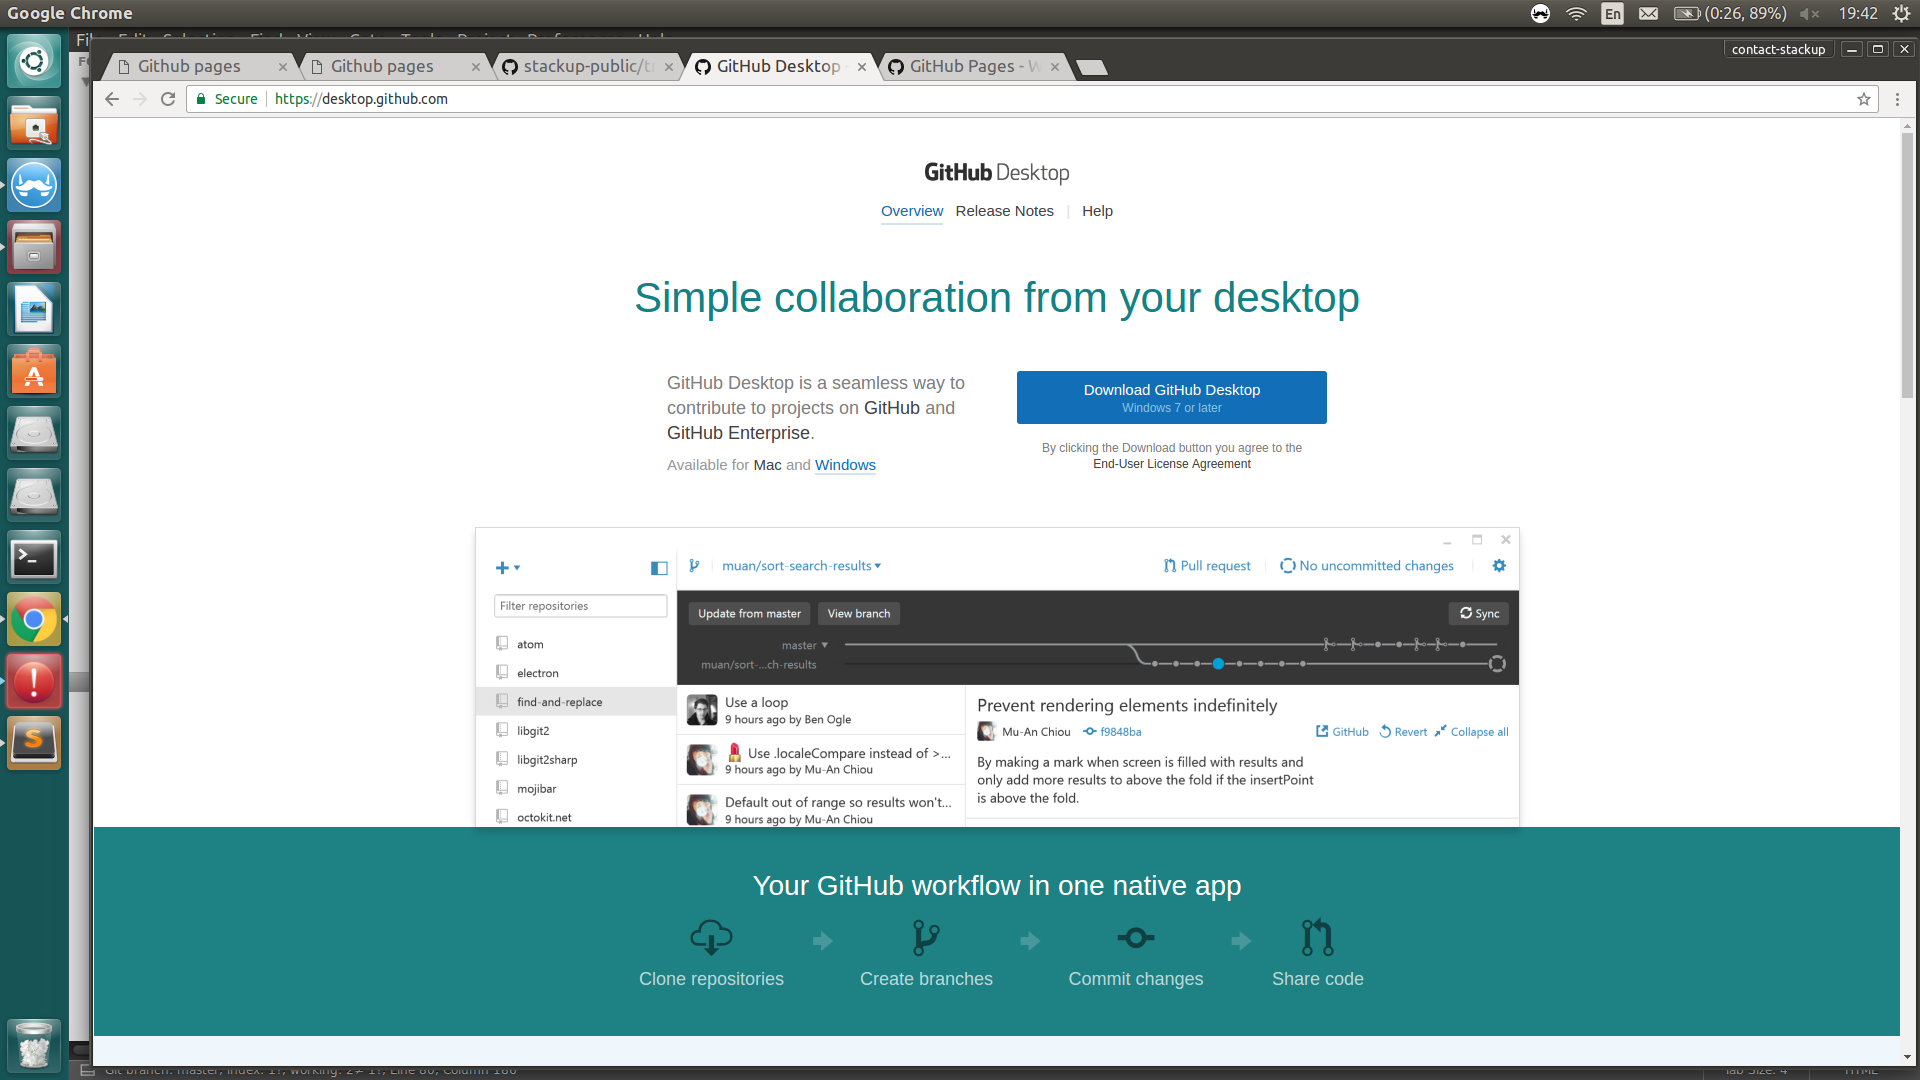 Google Chrome
En
(0:26, 89%)
19:42
contact-stackup
Github pages
Github pages
stackup-public/t
GitHub Desktop
GitHub Pages - W
Secure
https://desktop.github.com
GitHub Desktop
Overview
Release Notes
Help
Simple collaboration from your desktop
GitHub Desktop is a seamless way to
contribute to projects on GitHub and
GitHub Enterprise.
Available for Mac and Windows
Download GitHub Desktop
Windows 7 or later
By clicking the Download button you agree to the
End-User License Agreement
muan/sort-search-results
Pull request
No uncommitted changes
Filter repositories
Update from master
View branch
Sync
master
muan/sort-...ch-results
atom
electron
find-and-replace
libgit2
libgit2sharp
mojibar
octokit.net
Use a loop
9 hours ago by Ben Ogle
Use .localeCompare instead of >...
9 hours ago by Mu-An Chiou
Default out of range so results won't...
9 hours ago by Mu-An Chiou
Prevent rendering elements indefinitely
Mu-An Chiou
f9848ba
GitHub
Revert
Collapse all
By making a mark when screen is filled with results and
only add more results to above the fold if the insertPoint
is above the fold.
Your GitHub workflow in one native app
Clone repositories
Create branches
Commit changes
Share code